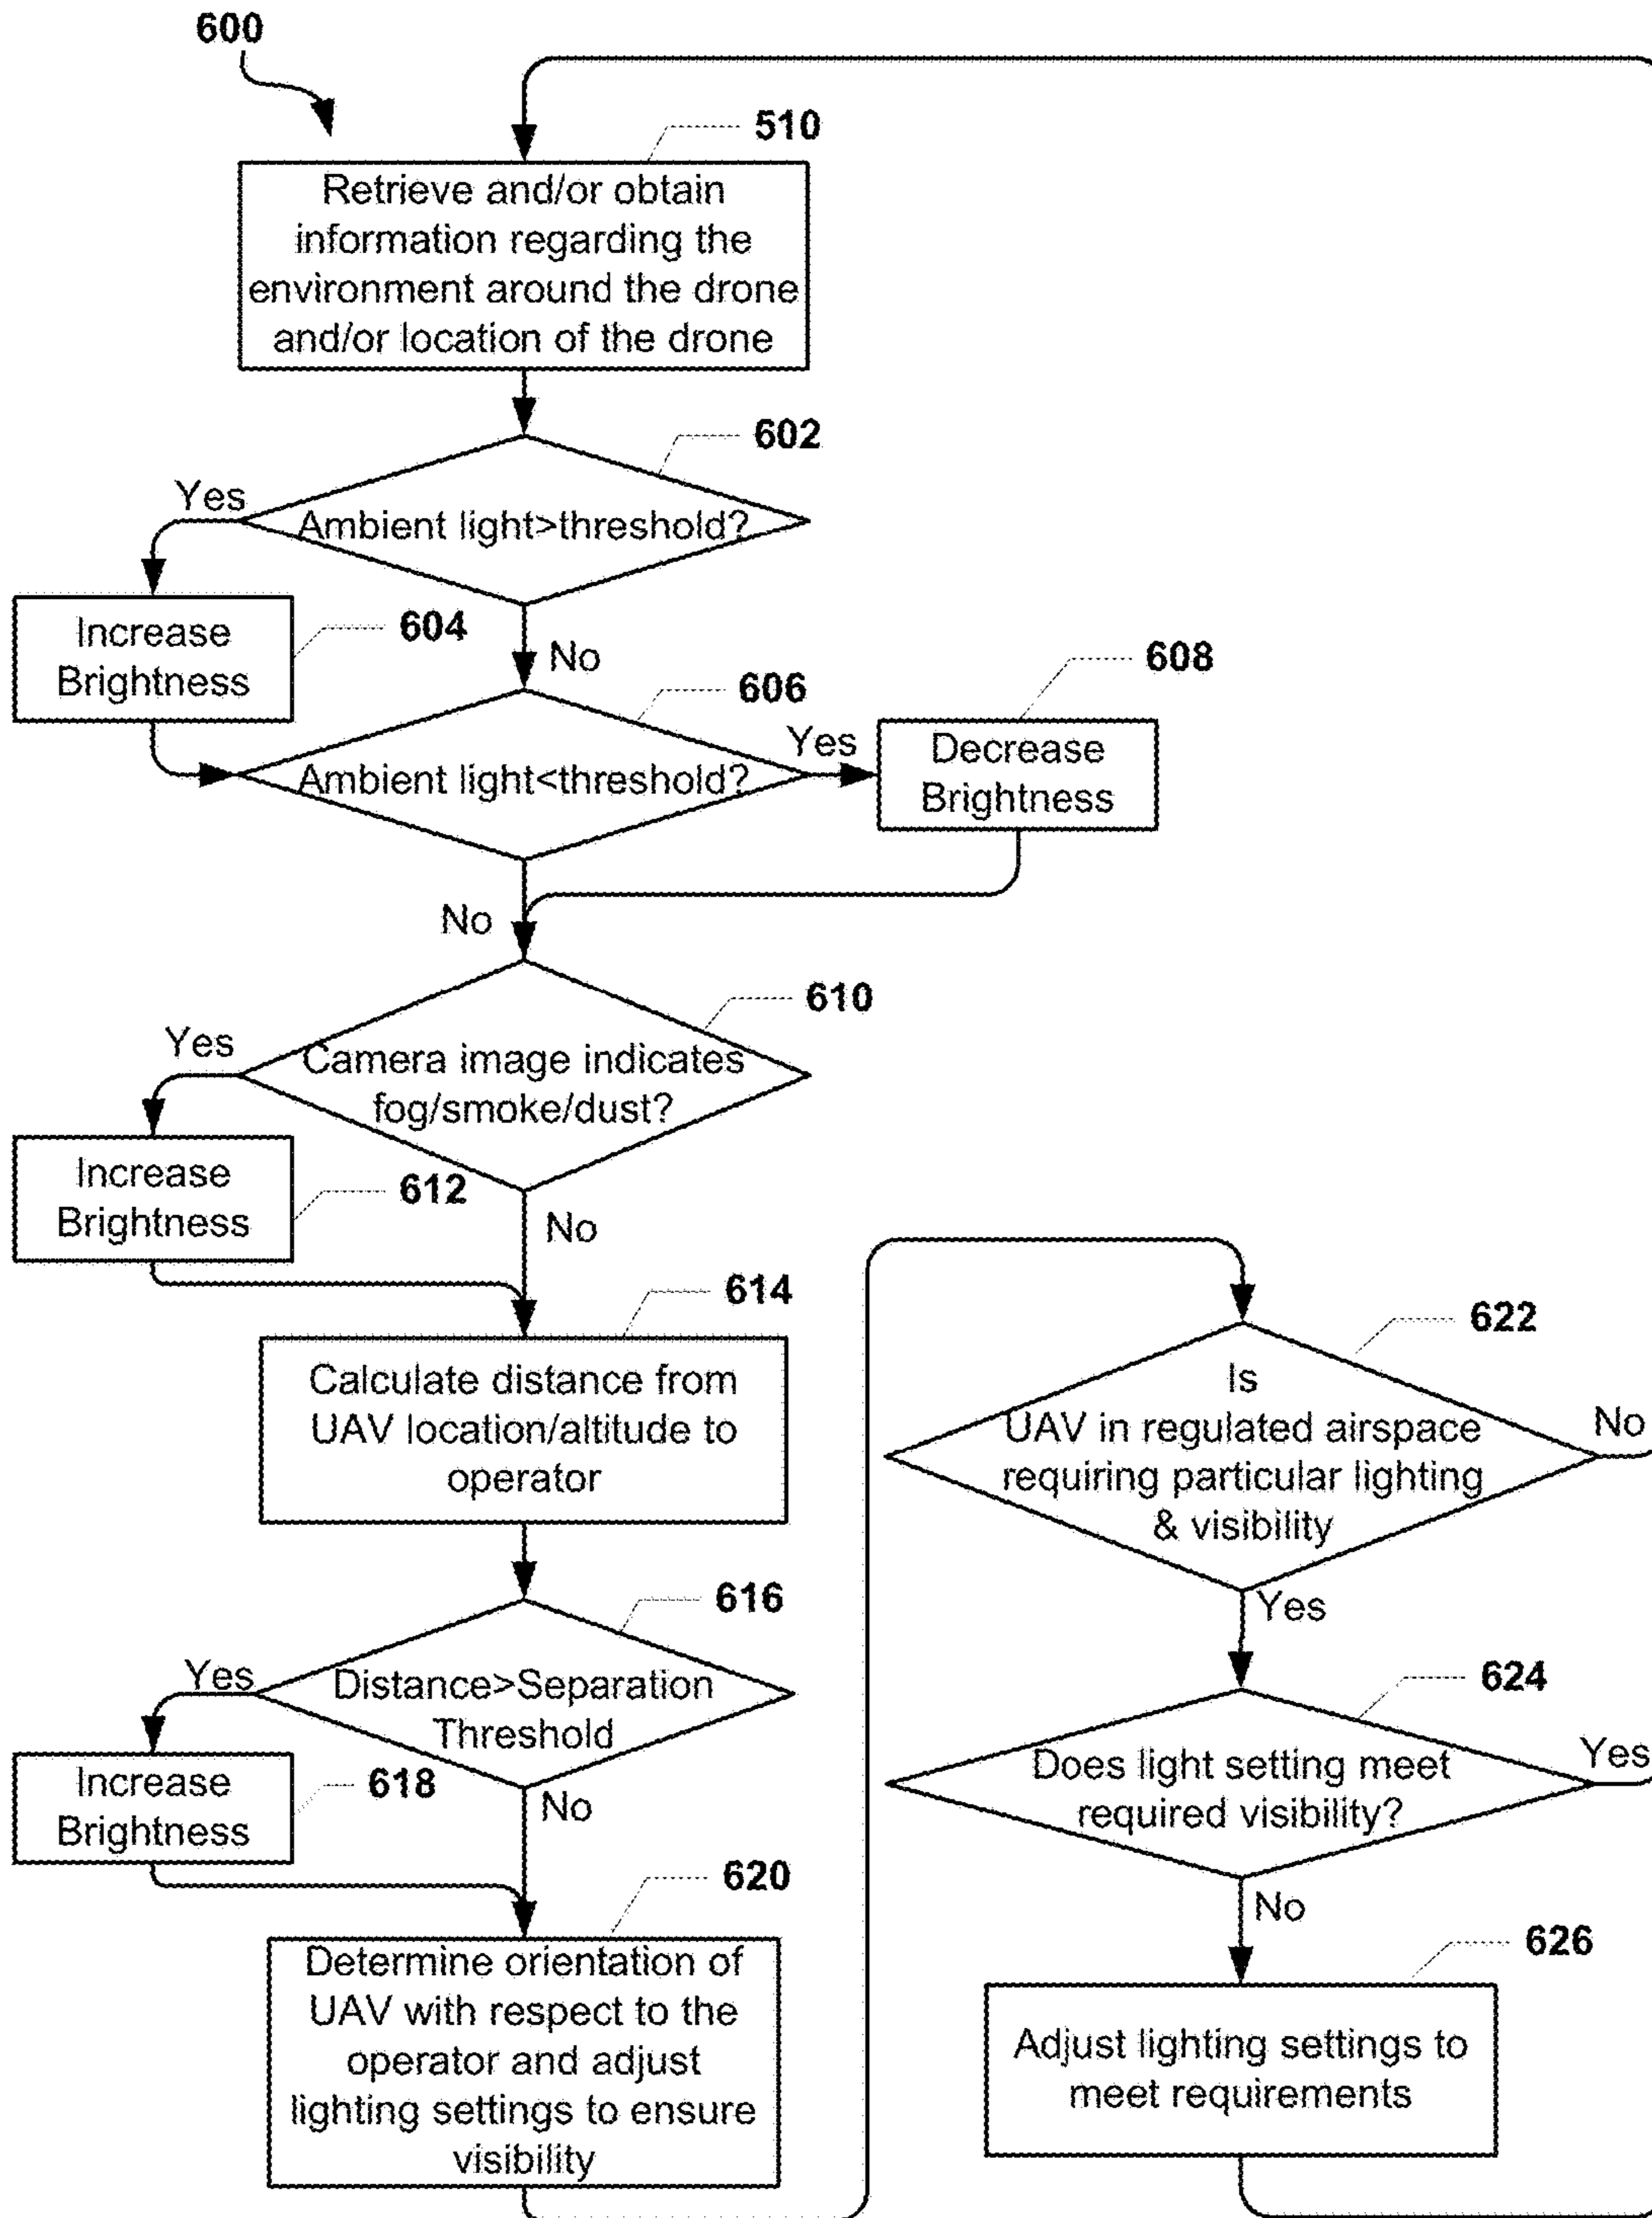 600
510
Retrieve and/or obtain
information regarding the
environment around the drone
and/or location of the drone
602
Yes
Ambient light>threshold?
Increase
Brightness
604
No
606
608
Ambient light<threshold?
Yes
Decrease
Brightness
No
610
Yes
Camera image indicates
fog/smoke/dust?
Increase
Brightness
612
No
614
Calculate distance from
UAV location/altitude to
operator
616
Yes
Distance>Separation
Threshold
Increase
Brightness
618
No
620
Determine orientation of
UAV with respect to the
operator and adjust
lighting settings to ensure
visibility
622
Is
UAV in regulated airspace
requiring particular lighting
& visibility
No
Yes
624
Does light setting meet
required visibility?
Yes
No
626
Adjust lighting settings to
meet requirements